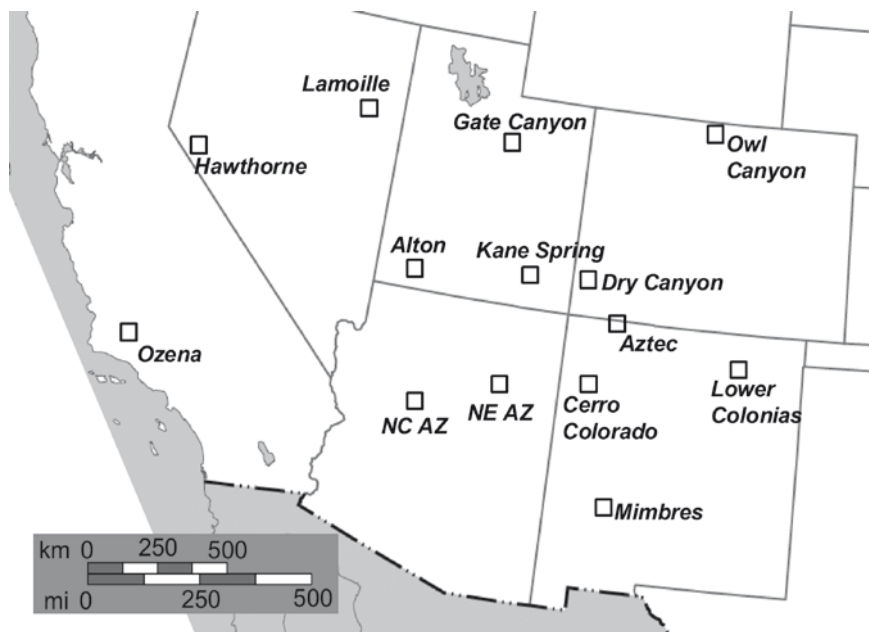 Lamoille
Gate Canyon
Owl
Canyon
Hawthorne
Alton
Kane Spring
Dry Canyon
Ozena
Aztec
NC AZ
NE AZ
Cerro
Colorado
Lower
Colonias
Mimbres
km 0 250 500
mi 0 250 500